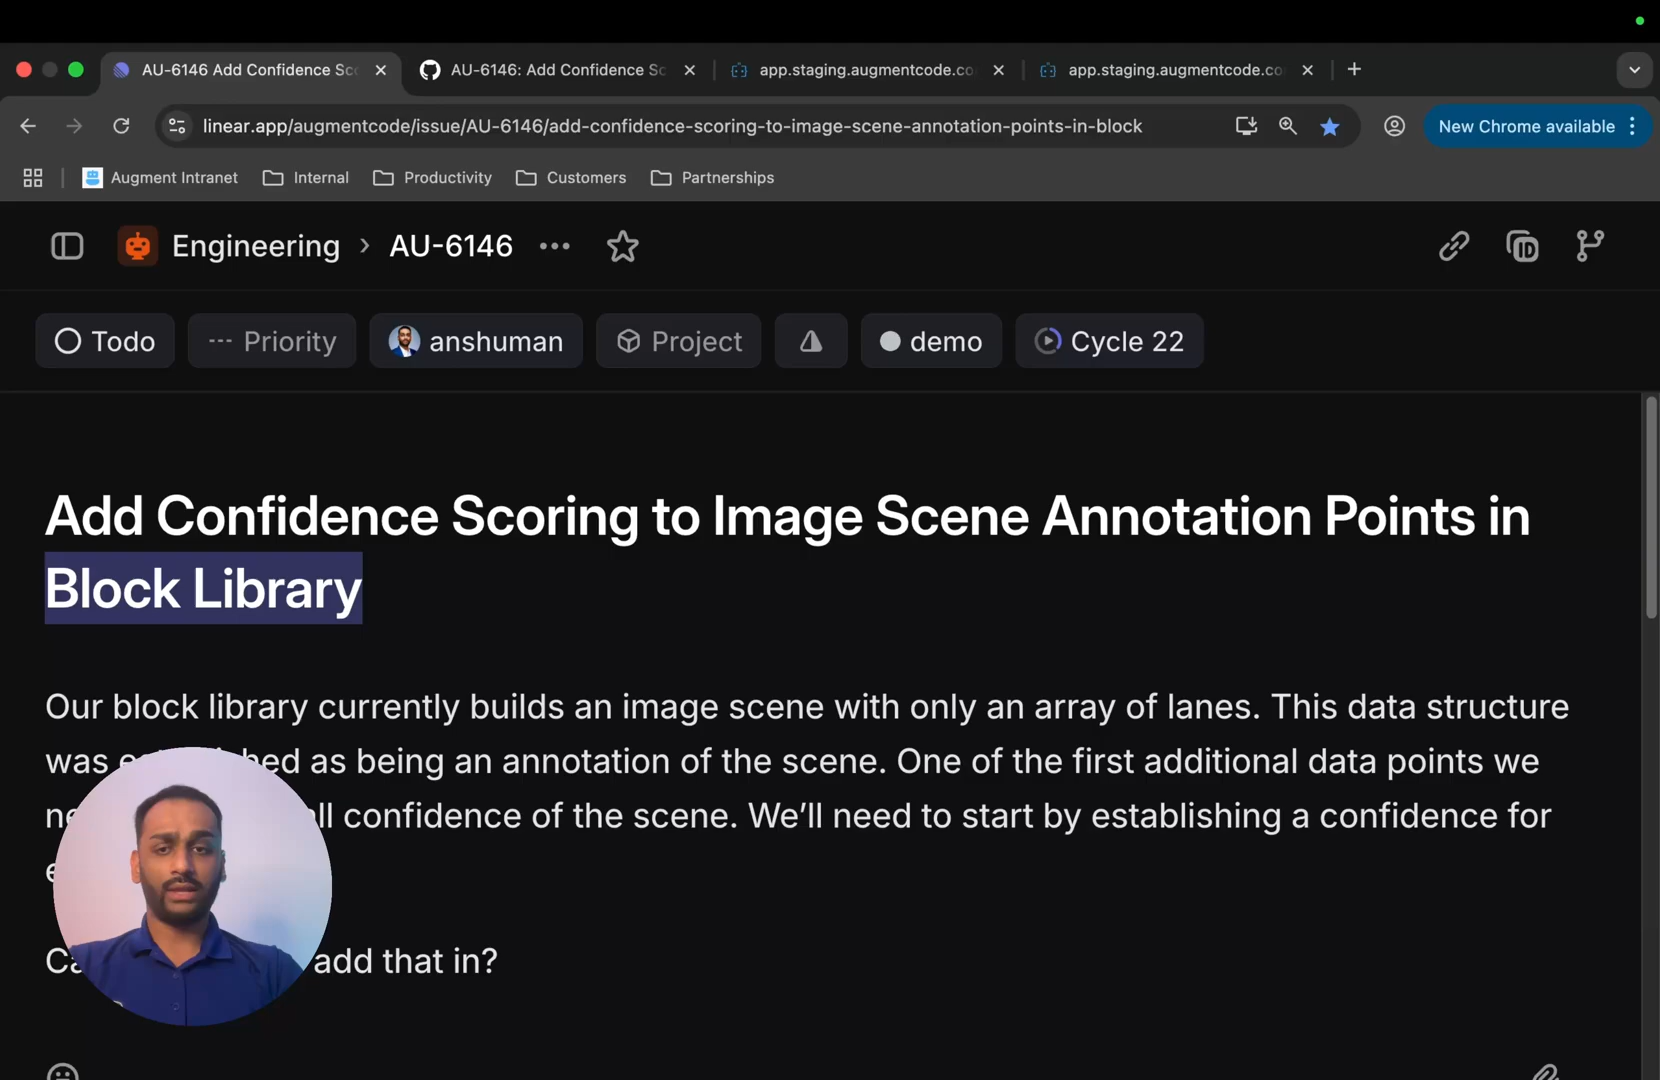 AU-6146 Add Confidence Sc
AU-6146: Add Confidence Sc
app.staging.augmentcode.co
app.staging.augmentcode.co
linear.app/augmentcode/issue/AU-6146/add-confidence-scoring-to-image-scene-annotation-points-in-block
New Chrome available
Augment Intranet
Internal
Productivity
Customers
Partnerships
Engineering › AU-6146
Todo
Priority
anshuman
Project
demo
Cycle 22
Add Confidence Scoring to Image Scene Annotation Points in
Block Library
Our block library currently builds an image scene with only an array of lanes. This data structure
was as being an annotation of the scene. One of the first additional data points we
confidence of the scene. We'll need to start by establishing a confidence for
add that in?